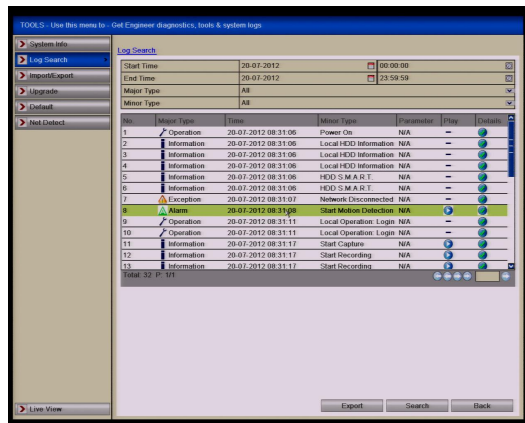 TOOLS - Use this menu to - Get Engineer diagnostics, tools & system logs
System Info
Log Search
Import/Export
Upgrade
Default
Not Detect
Live View
Log Search
Start Time 20-07-2012 00:00:00
End Time 20-07-2012 23:59:59
Major Type All
Minor Type All
No. Major Type Time Minor Type Parameter Play Details
1 Operation 20-07-2012 08:31:06 Power On N/A –
2 Information 20-07-2012 08:31:06 Local HDD Information N/A –
3 Information 20-07-2012 08:31:06 Local HDD Information N/A –
4 Information 20-07-2012 08:31:06 Local HDD Information N/A –
5 Information 20-07-2012 08:31:06 HDD S.M.A.R.T. N/A –
6 Information 20-07-2012 08:31:06 HDD S.M.A.R.T. N/A –
7 Exception 20-07-2012 08:31:07 Network Disconnected N/A –
8 Alarm 20-07-2012 08:31:08 Start Motion Detection N/A
9 Operation 20-07-2012 08:31:11 Local Operation: Login N/A –
10 Operation 20-07-2012 08:31:11 Local Operation: Login N/A –
11 Information 20-07-2012 08:31:17 Start Capture N/A
12 Information 20-07-2012 08:31:17 Start Recording N/A
13 Information 20-07-2012 08:31:17 Start Recording N/A
Total: 32 P: 1/1
Export Search Back